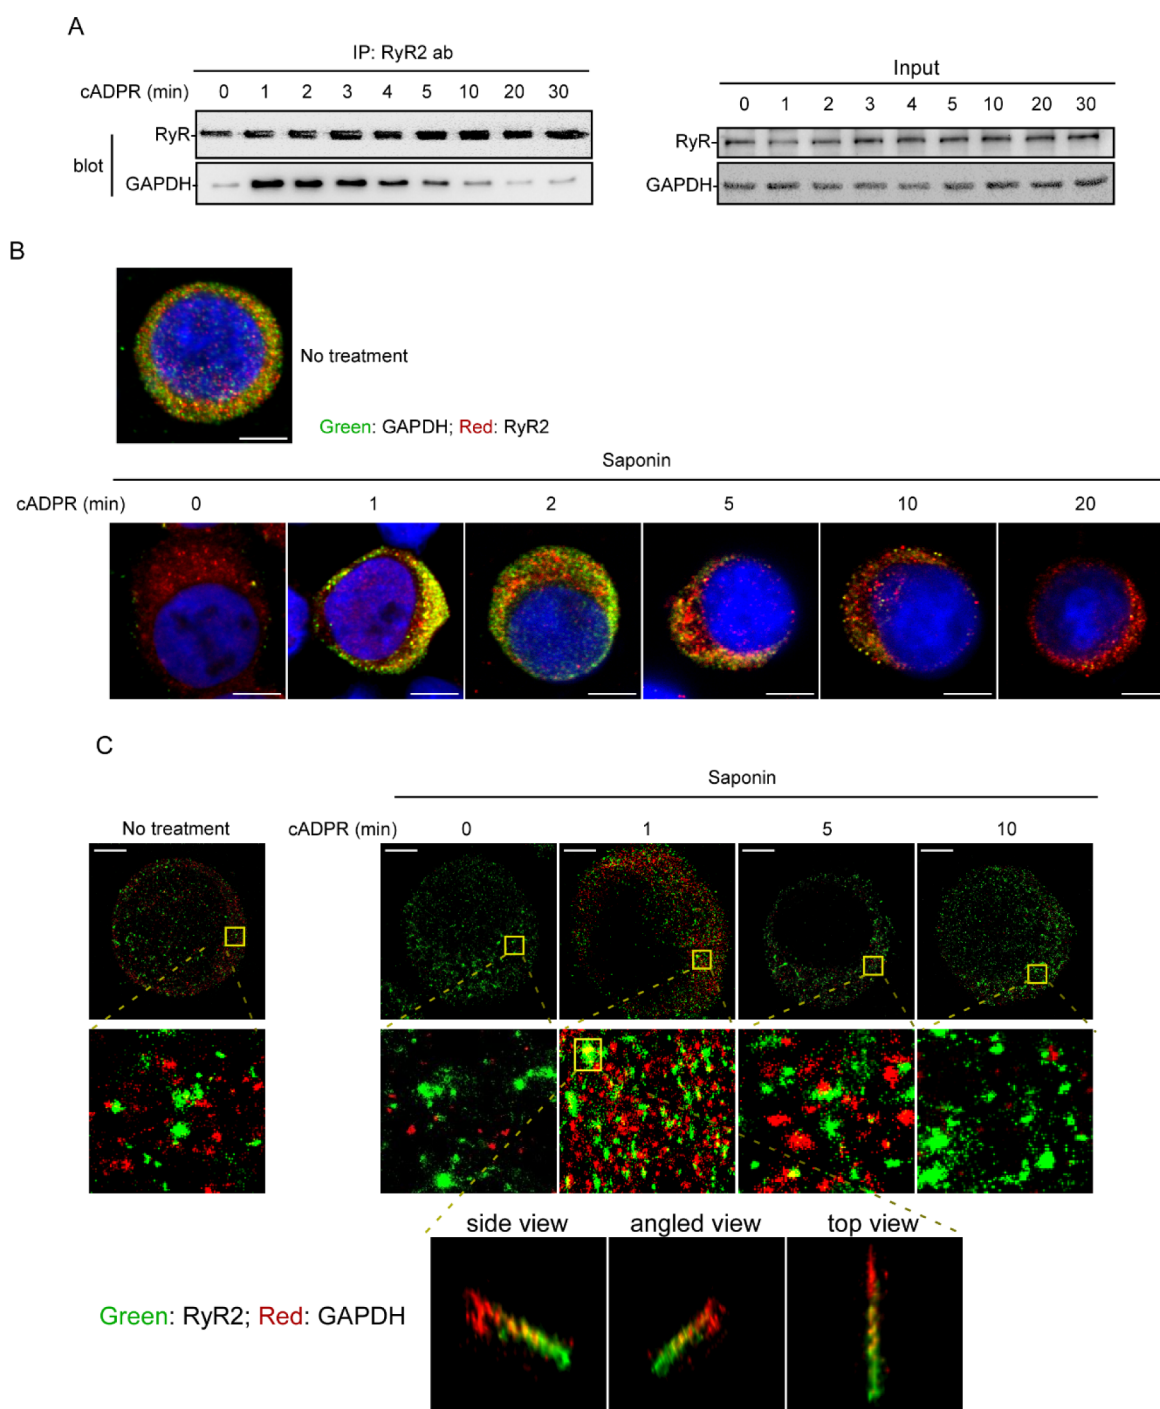 A
IP: RyR2 ab
cADPR (min) 0 1 2 3 4 5 10 20 30
RyR-
blot
GAPDH-
Input
0 1 2 3 4 5 10 20 30
RyR-
GAPDH-
B
No treatment
Green: GAPDH; Red: RyR2
Saponin
cADPR (min) 0 1 2 5 10 20
C
Saponin
No treatment cADPR (min) 0 1 5 10
side view angled view top view
Green: RyR2; Red: GAPDH